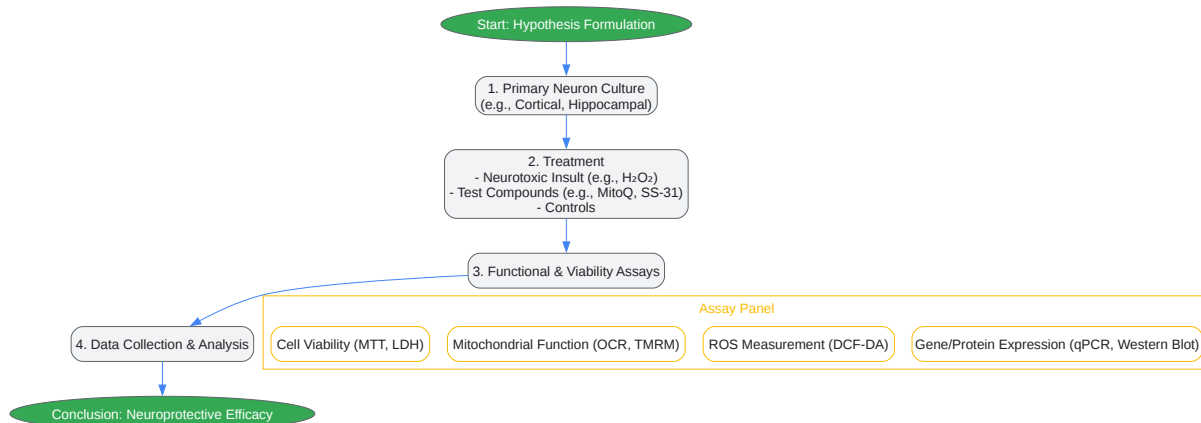 Start: Hypothesis Formulation
1. Primary Neuron Culture
(e.g., Cortical, Hippocampal)
2. Treatment
- Neurotoxic Insult (e.g., H₂O₂)
- Test Compounds (e.g., MitoQ, SS-31)
- Controls
3. Functional & Viability Assays
Assay Panel
4. Data Collection & Analysis
Cell Viability (MTT, LDH)
Mitochondrial Function (OCR, TMRM)
ROS Measurement (DCF-DA)
Gene/Protein Expression (qPCR, Western Blot)
Conclusion: Neuroprotective Efficacy